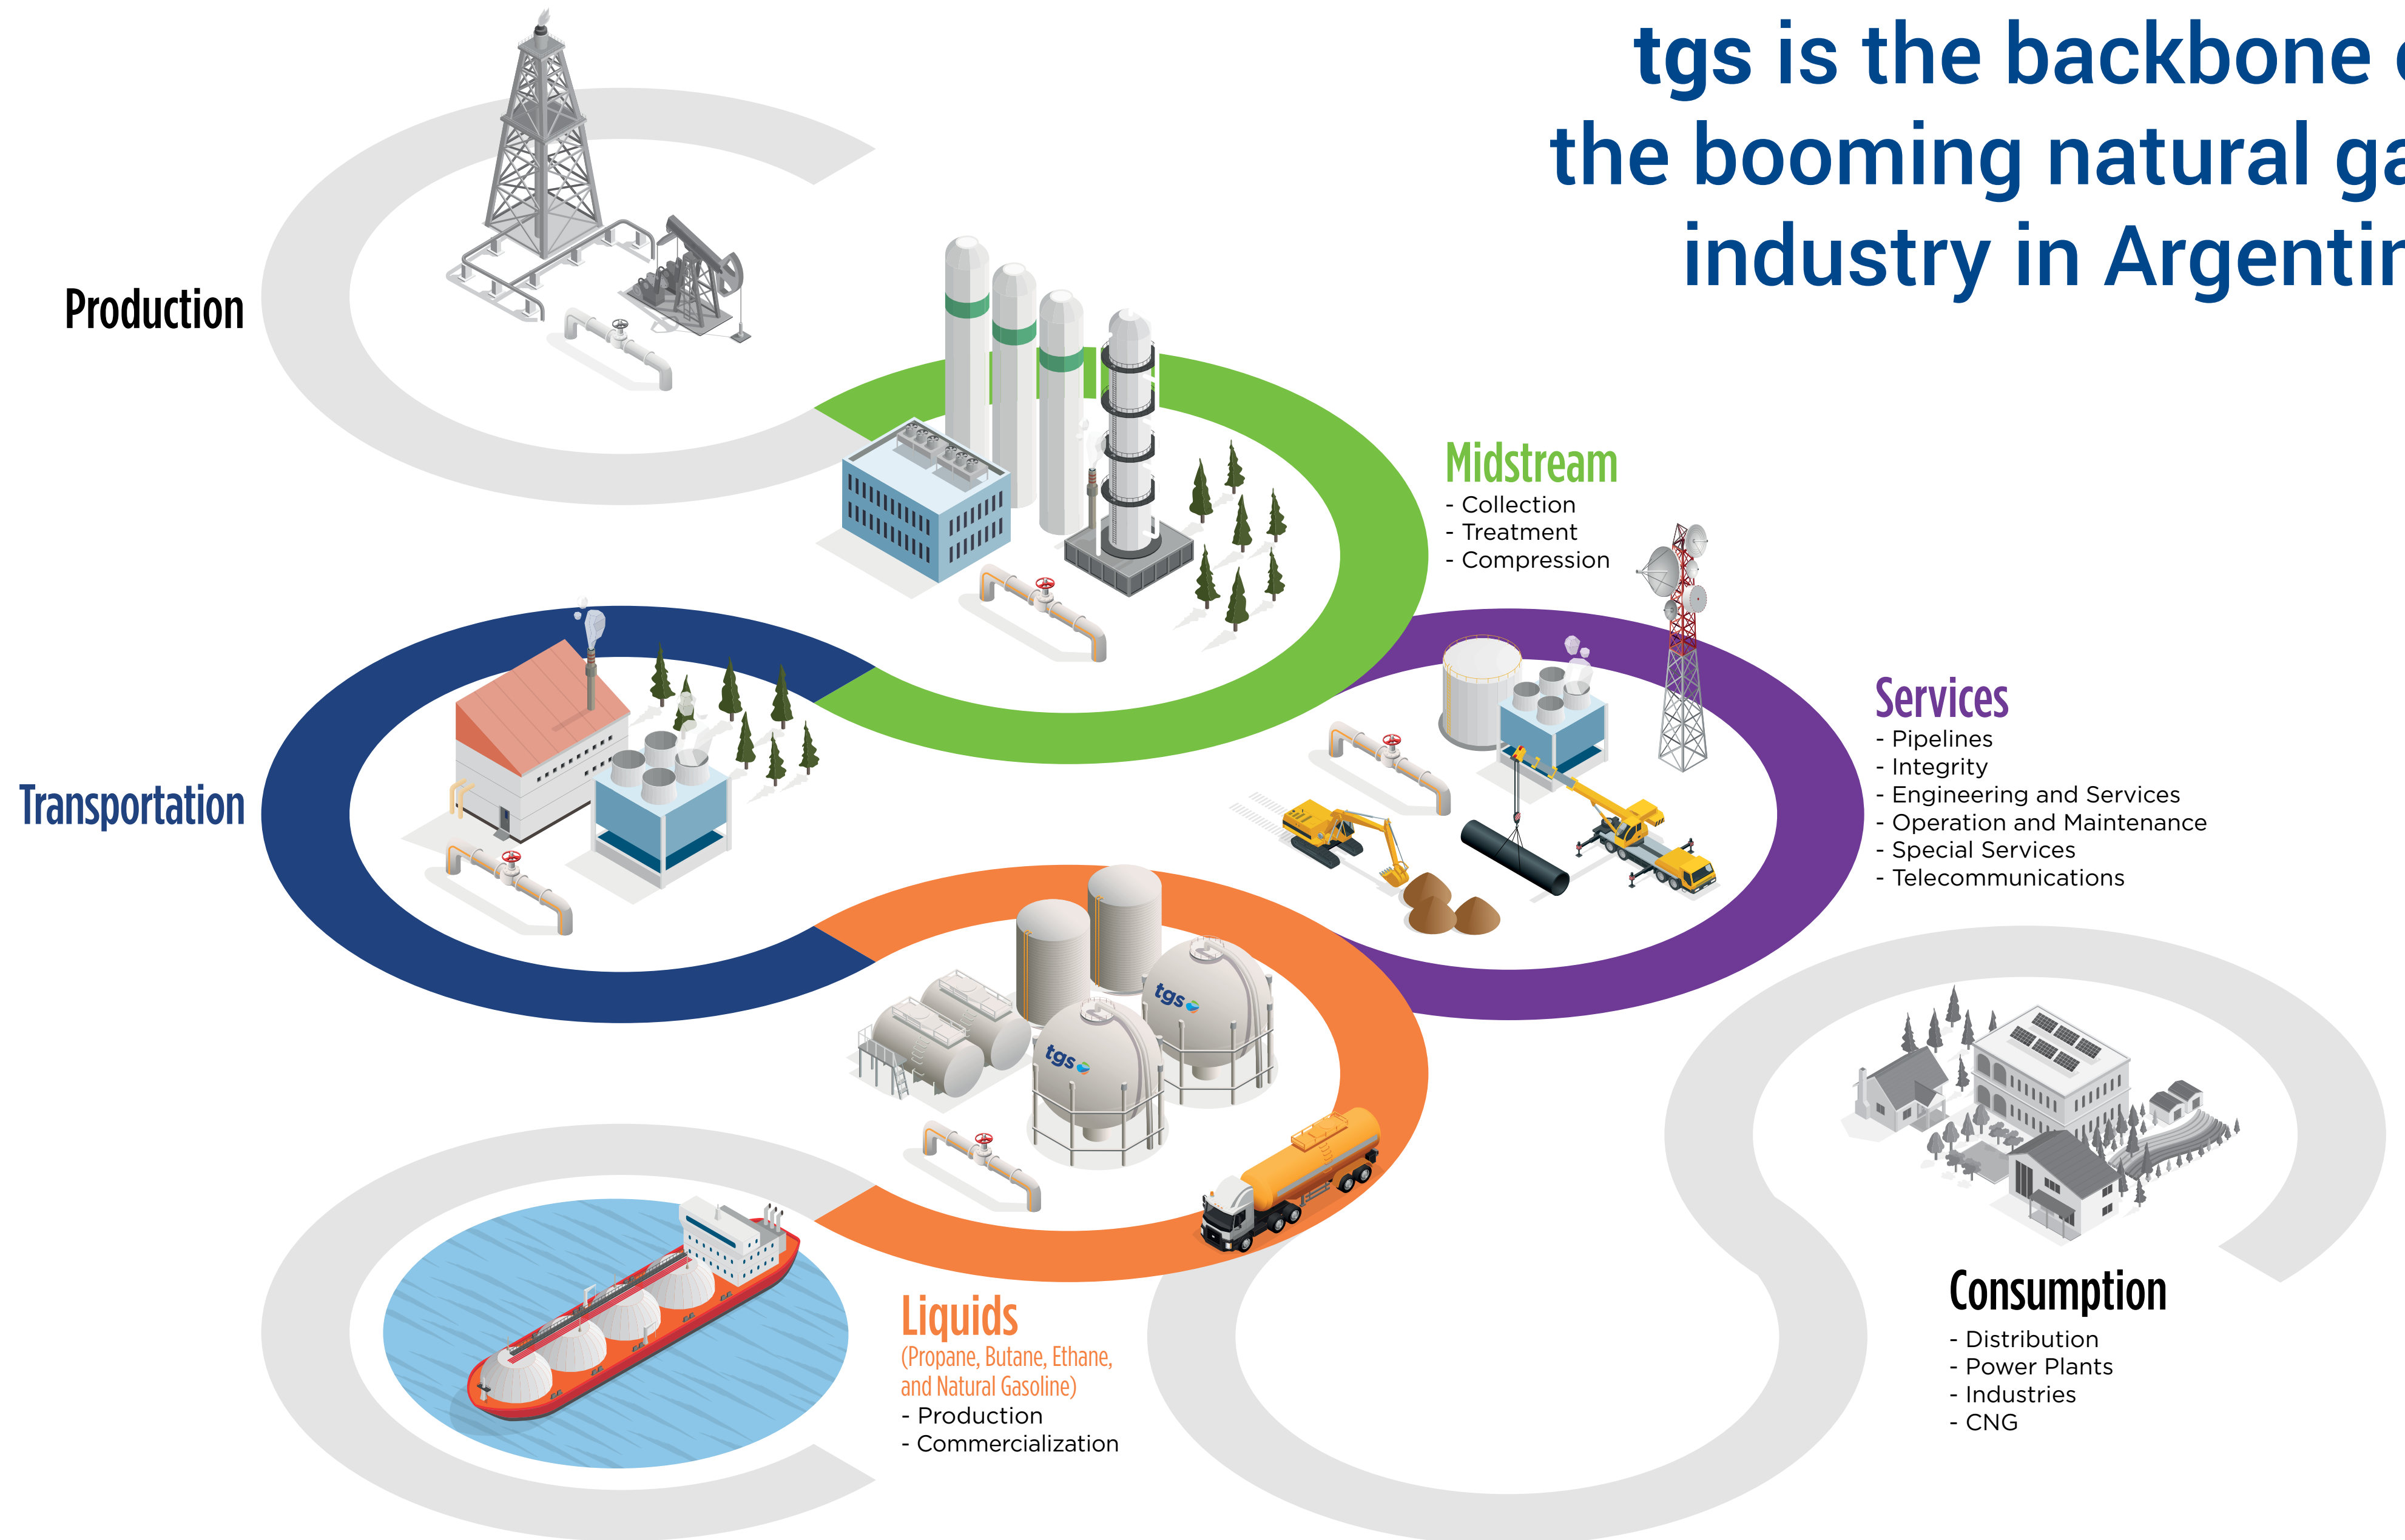 tgs is the backbone
the booming natural
industry in
Production
Midstream
- Collection
- Treatment
- Compression
Services
- Pipelines
- Integrity
- Engineering and Services
- Operation and Maintenance
- Special Services
- Telecommunications
Transportation
tgs
tgs
Liquids
(Propane, Butane, Ethane,
and Natural Gasoline)
- Production
- Commercialization
Consumption
- Distribution
- Power Plants
- Industries
- CNG